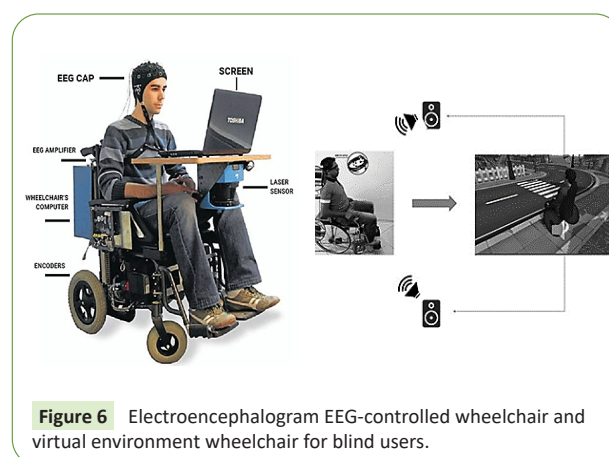 EEG CAP
SCREEN
TOSHIBA
EEG AMPLIFIER
LASER
SENSOR
WHEELCHAIR'S
COMPUTER
ENCODERS
Figure 6 Electroencephalogram EEG-controlled wheelchair and
virtual environment wheelchair for blind users.